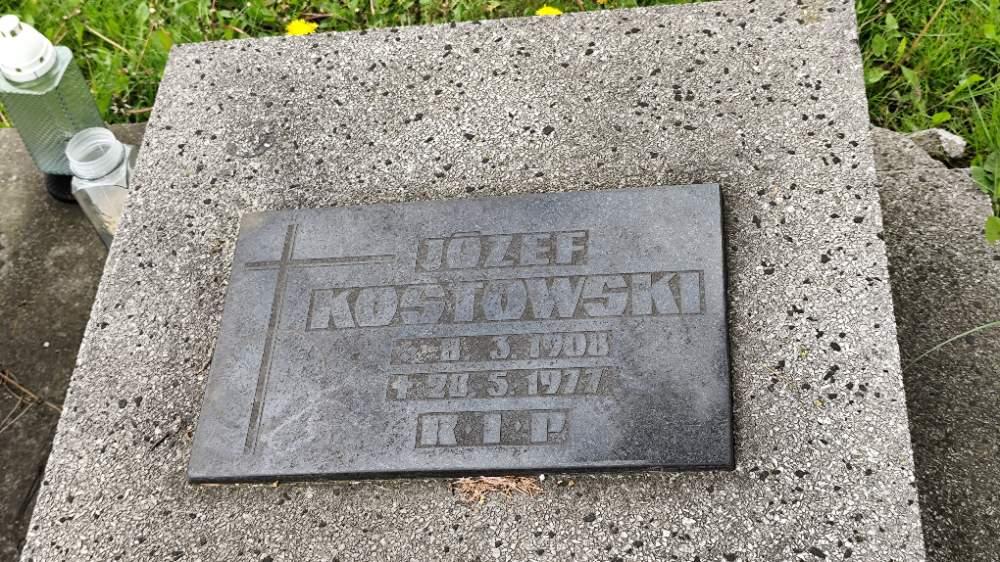 JÓZEF
KOSTOWSKI
* 8. 3. 1908
+ 28. 5. 1977
R·I·P